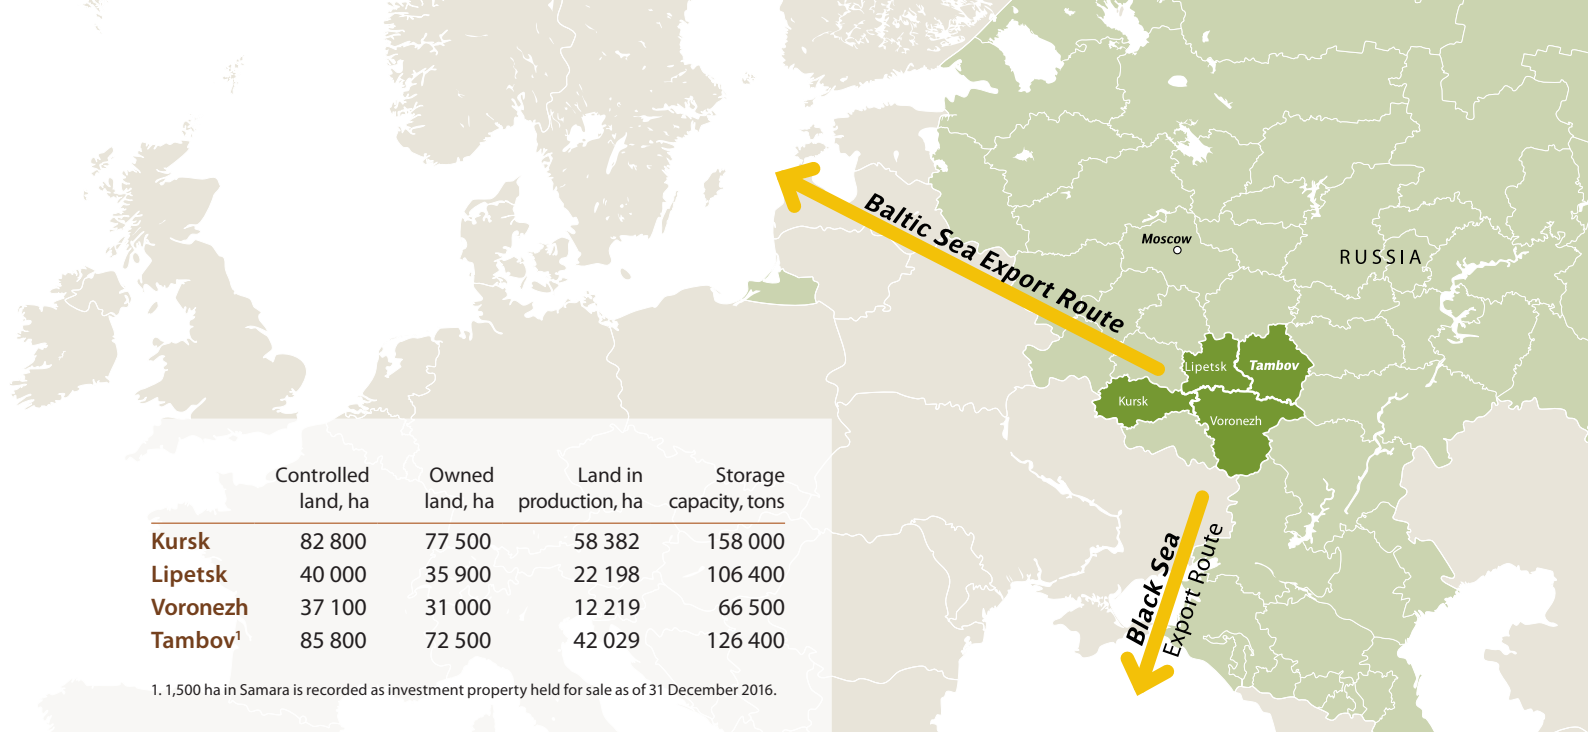 Baltic Sea Export Route
Moscow
RUSSIA
Lipetsk
Tambov
Kursk
Voronezh
Black Sea
Export Route
Controlled land, ha Owned land, ha Land in production, ha Storage capacity, tons
Kursk 82 800 77 500 58 382 158 000
Lipetsk 40 000 35 900 22 198 106 400
Voronezh 37 100 31 000 12 219 66 500
Tambov1 85 800 72 500 42 029 126 400
1. 1,500 ha in Samara is recorded as investment property held for sale as of 31 December 2016.